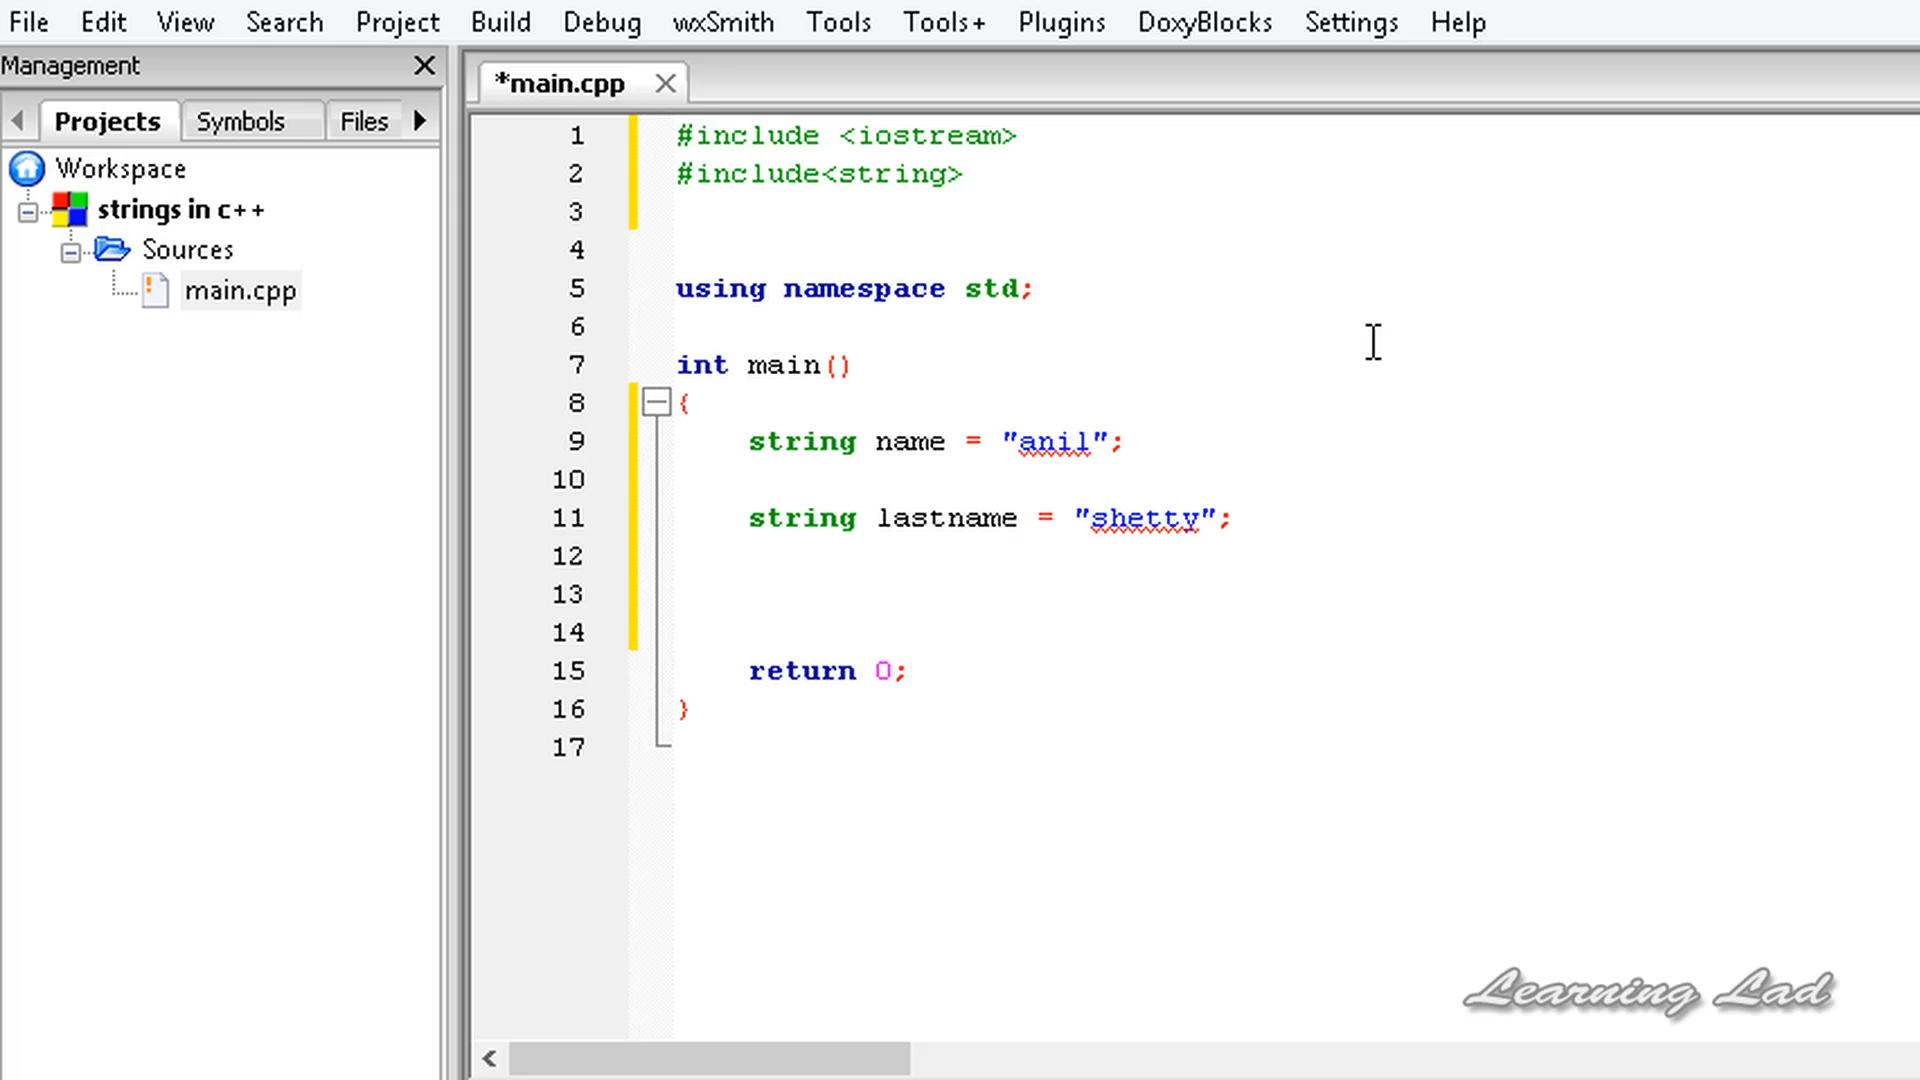 File Edit View Search Project Build Debug wxSmith Tools Tools+ Plugins DoxyBlocks Settings Help
Management
Projects Symbols Files
Workspace
strings in c++
Sources
main.cpp
*main.cpp
1 #include <iostream>
2 #include<string>
3
4
5 using namespace std;
6
7 int main()
8 {
9 string name = "anil";
10
11 string lastname = "shetty";
12
13
14
15 return 0;
16 }
17
Learning Lad